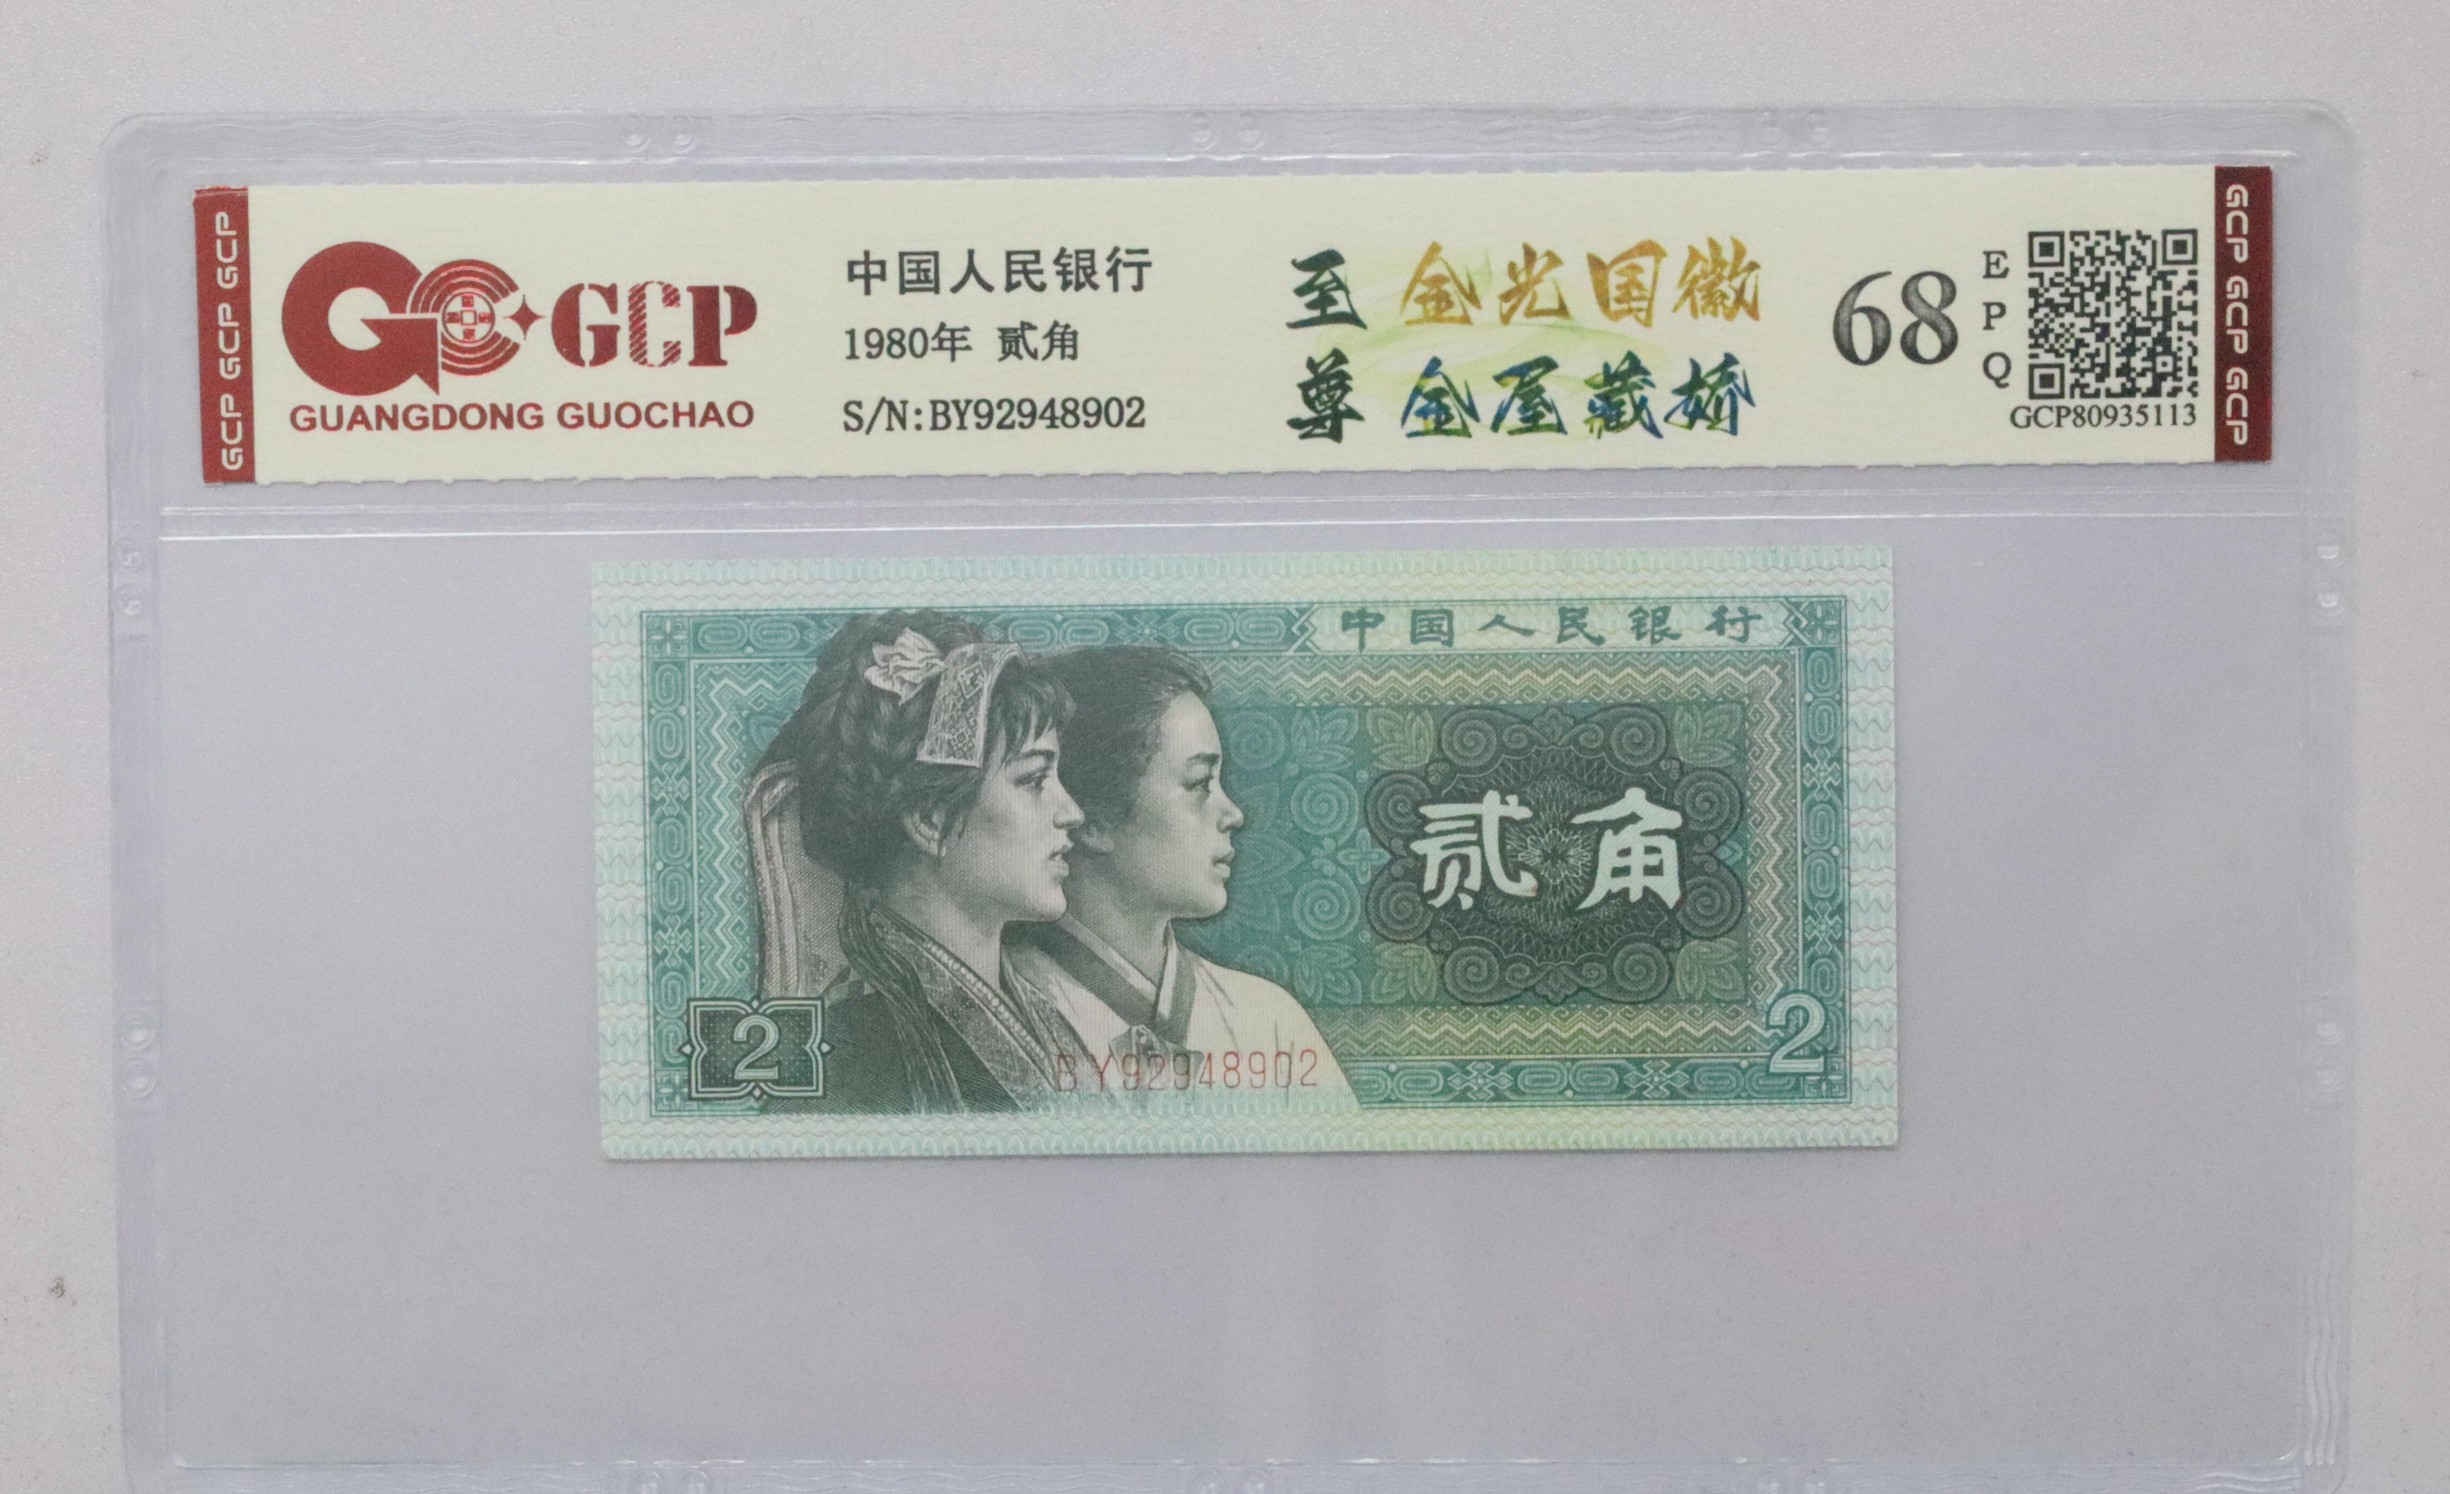 GCP GCP GCP
GCP
GUANGDONG GUOCHAO
中国人民银行
1980年 贰角
S/N:BY92948902
至尊
金光国徽
金屋藏娇
68
EPQ
GCP80935113
GCP GCP GCP
中国人民银行
贰角
2
BY92948902
2